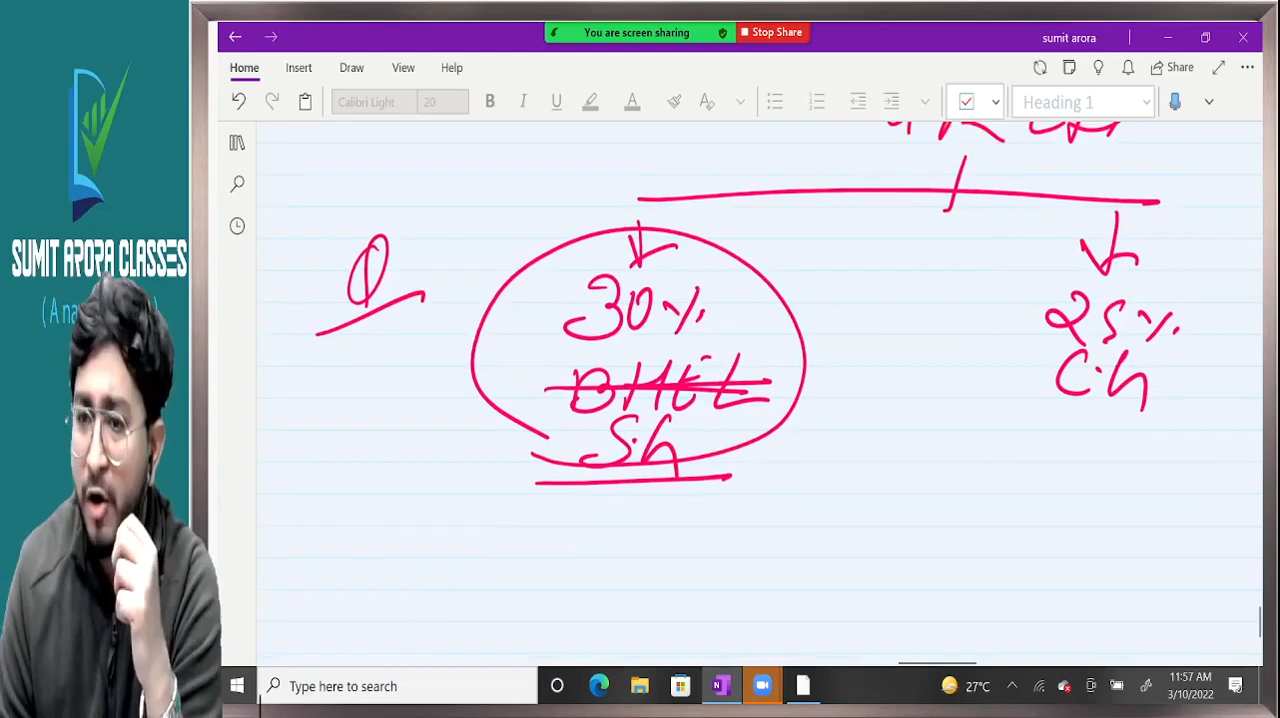 You are screen sharing
Stop Share
sumit arora
Home
Insert
Draw
View
Help
Share
Calibri Light
20
B
I
U
A
Heading 1
SUMIT ARORA CLASSES
( A na
30%
25%
BHEL
C.G
S.G
Type here to search
27°C
11:57 AM
3/10/2022